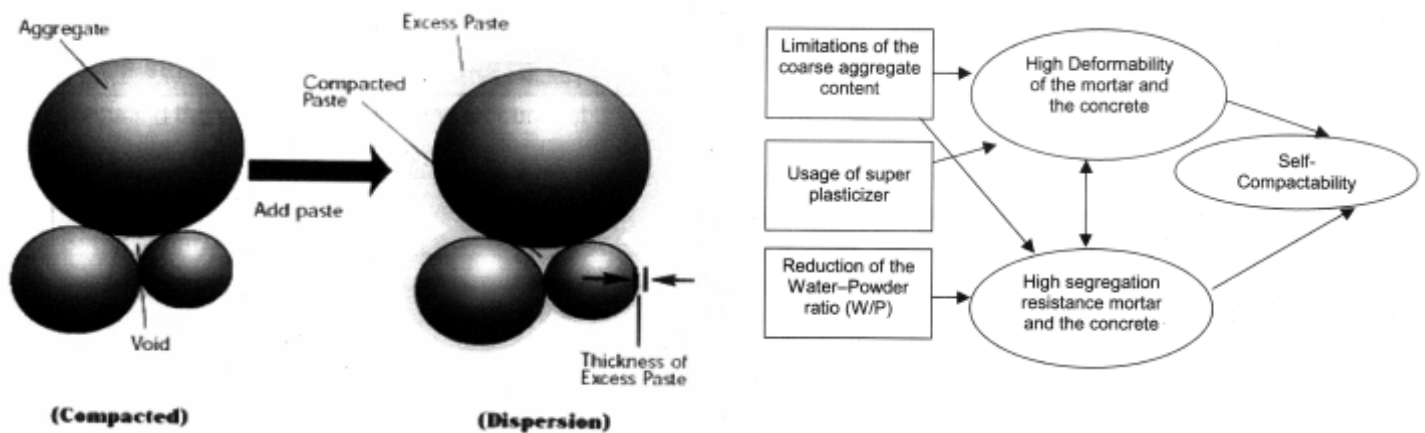 Aggregate
Add paste
Void
(Compacted)
Excess Paste
Compacted
Paste
Thickness of
Excess Paste
(Dispersion)
Limitations of the
coarse aggregate
content
Usage of super
plasticizer
Reduction of the
Water–Powder
ratio (W/P)
High Deformability
of the mortar and
the concrete
High segregation
resistance mortar
and the concrete
Self-
Compactability